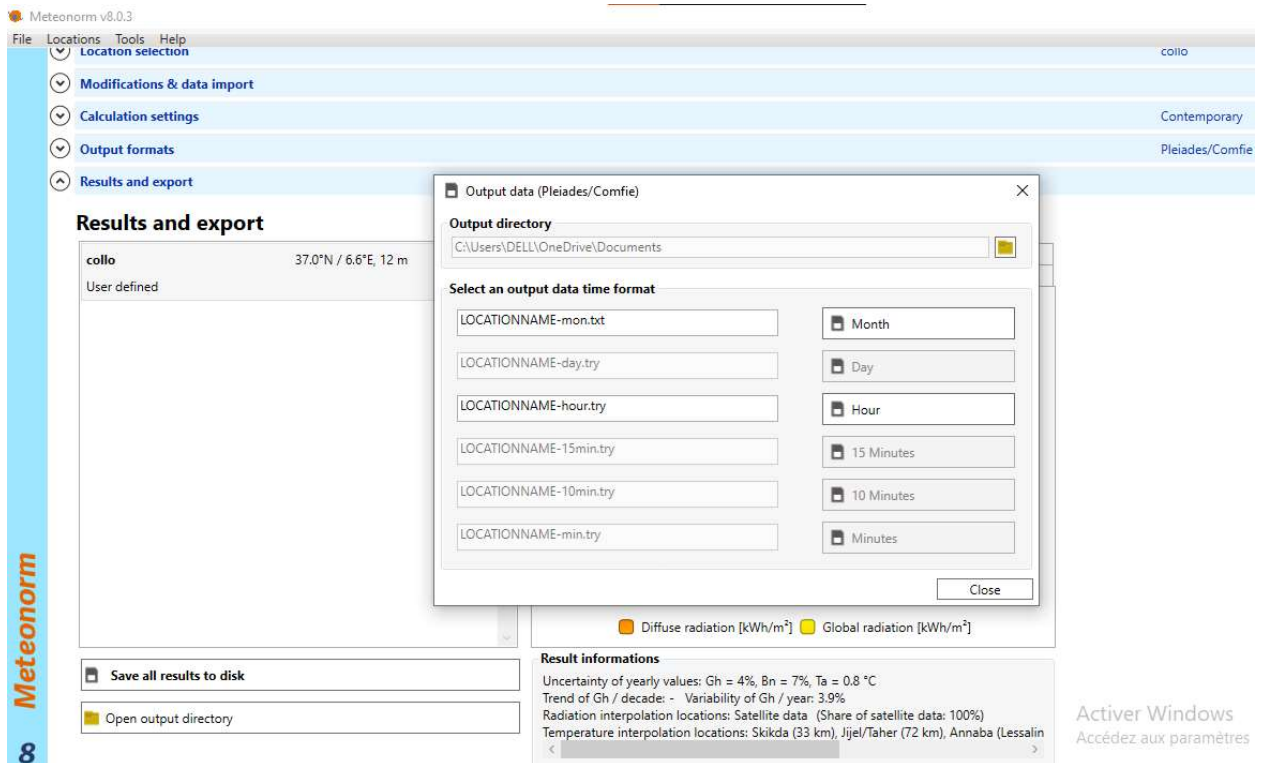 Meteonorm v8.0.3
File Locations Tools Help
Location selection collo
Modifications & data import
Calculation settings Contemporary
Output formats Pleiades/Comfie
Results and export
Results and export
collo 37.0°N / 6.6°E, 12 m
User defined
Output data (Pleiades/Comfie)
Output directory
C:\Users\DELL\OneDrive\Documents
Select an output data time format
LOCATIONNAME-mon.txt Month
LOCATIONNAME-day.try Day
LOCATIONNAME-hour.try Hour
LOCATIONNAME-15min.try 15 Minutes
LOCATIONNAME-10min.try 10 Minutes
LOCATIONNAME-min.try Minutes
Close
Diffuse radiation [kWh/m²] Global radiation [kWh/m²]
Save all results to disk
Open output directory
Result informations
Uncertainty of yearly values: Gh = 4%, Bn = 7%, Ta = 0.8 °C
Trend of Gh / decade: - Variability of Gh / year: 3.9%
Radiation interpolation locations: Satellite data (Share of satellite data: 100%)
Temperature interpolation locations: Skikda (33 km), Jijel/Taher (72 km), Annaba (Lessalin
Meteonorm
8
Activer Windows
Accédez aux paramètres